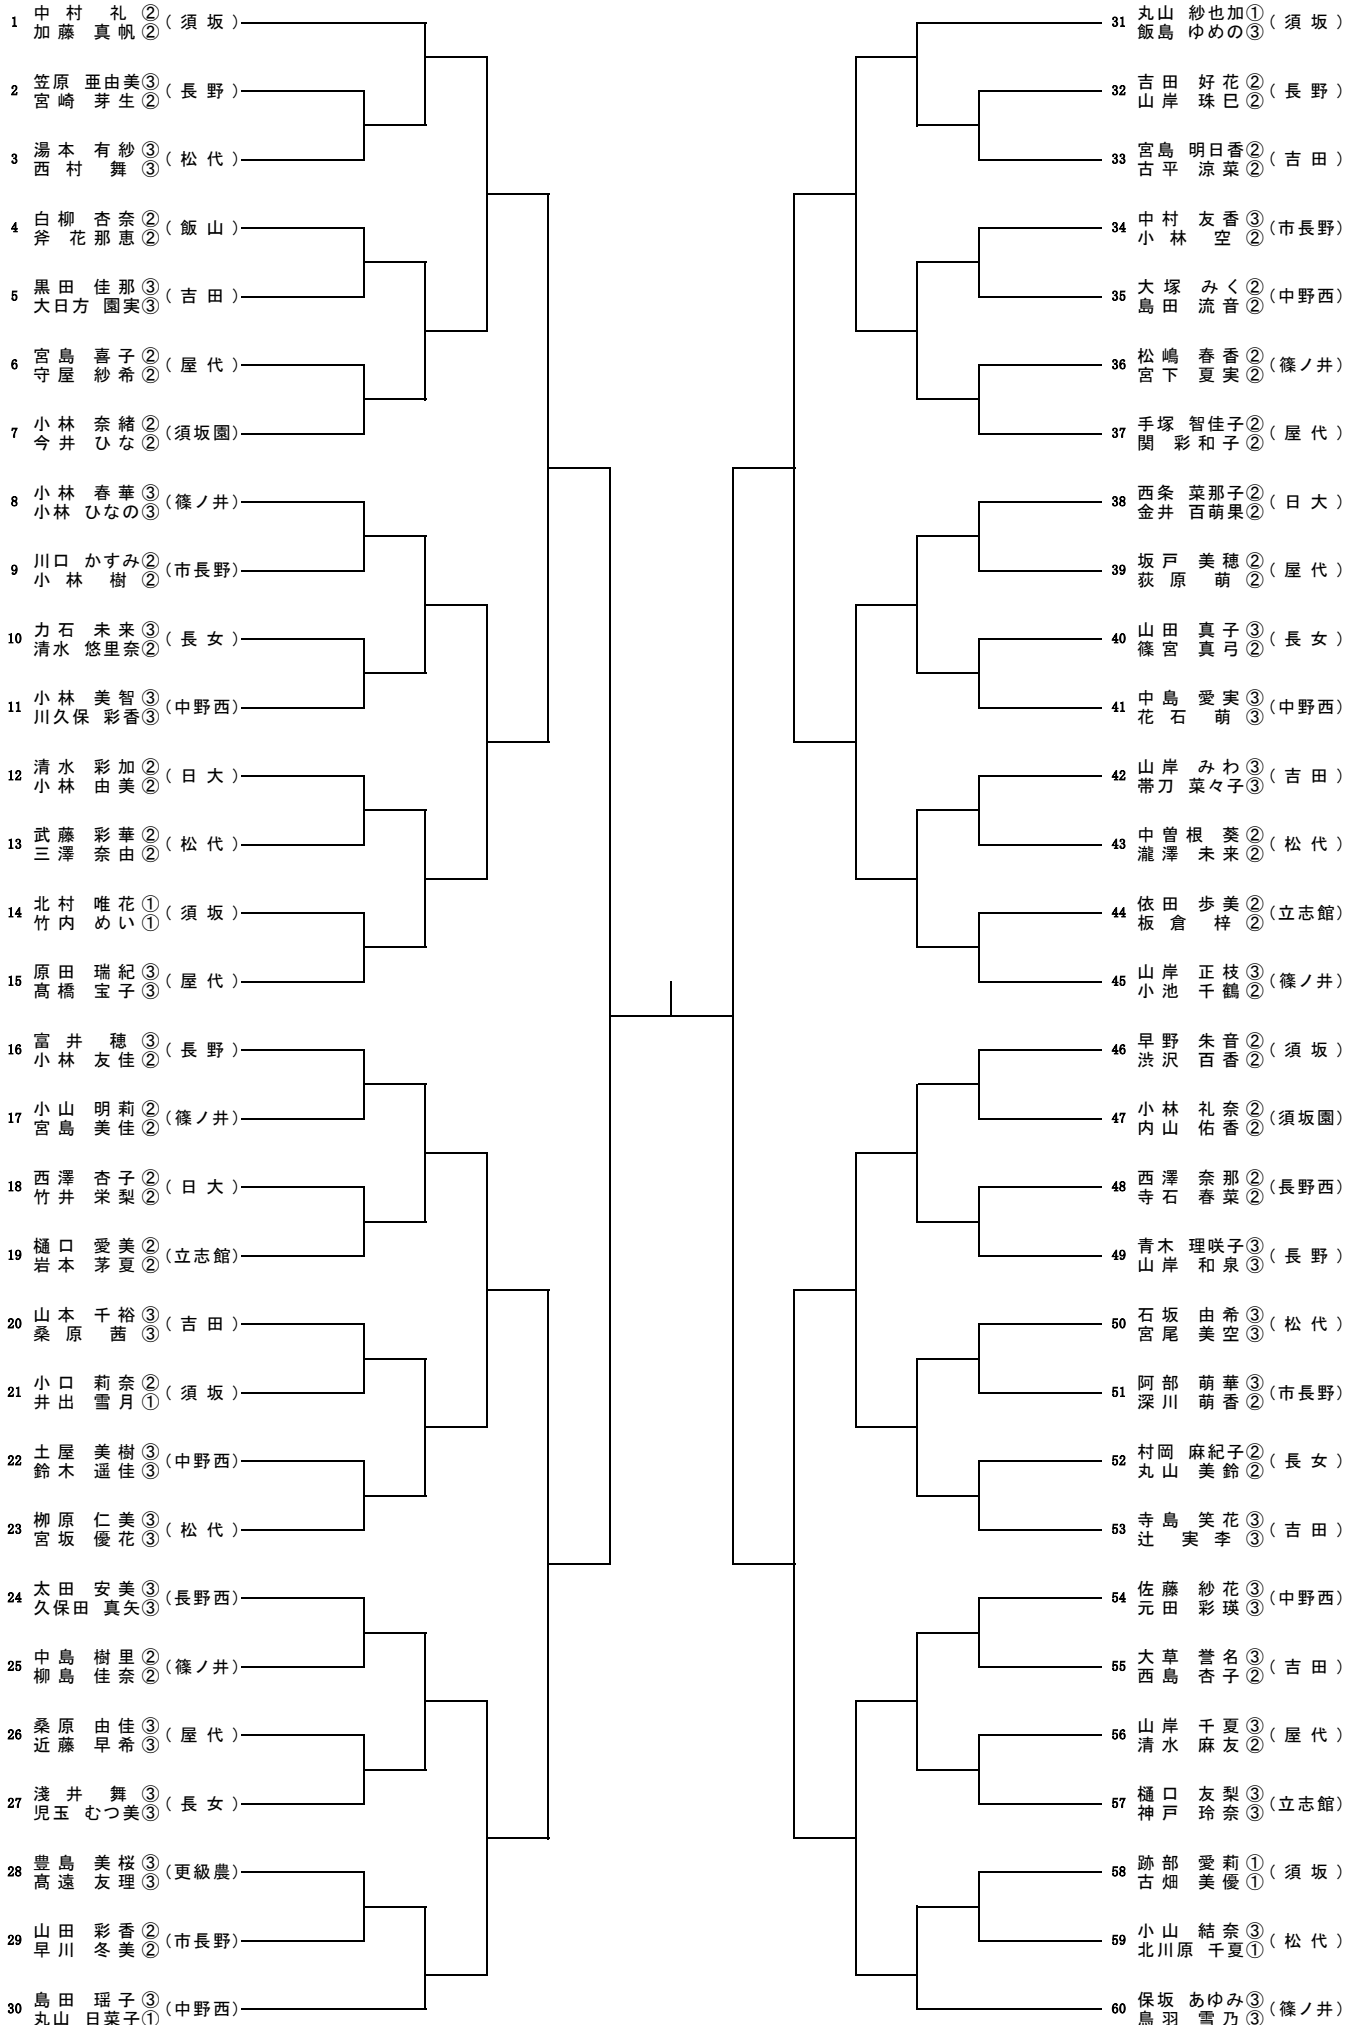 1 中村 礼② (須坂)
加藤 真帆②
2 笠原 亜由美③ (長野)
宮崎 芽生②
3 湯本 有紗③ (松代)
西村 舞③
4 白柳 杏奈② (飯山)
斧 花那恵②
5 黒田 佳那③ (吉田)
大日方 園実③
6 宮島 喜子② (屋代)
守屋 紗希②
7 小林 奈緒② (須坂園)
今井 ひな②
8 小林 春華③ (篠ノ井)
小林 ひなの③
9 川口 かすみ② (市長野)
小林 樹②
10 力石 未来③ (長女)
清水 悠里奈②
11 小林 美智③ (中野西)
川久保 彩香③
12 清水 彩加② (日大)
小林 由美②
13 武藤 彩華② (松代)
三澤 奈由②
14 北村 唯花① (須坂)
竹内 めい①
15 原田 瑞紀③ (屋代)
髙橋 宝子③
16 富井 穂③ (長野)
小林 友佳②
17 小山 明莉② (篠ノ井)
宮島 美佳②
18 西澤 杏子② (日大)
竹井 栄梨②
19 樋口 愛美② (立志館)
岩本 茅夏②
20 山本 千裕③ (吉田)
桑原 茜③
21 小口 莉奈② (須坂)
井出 雪月①
22 土屋 美樹③ (中野西)
鈴木 遥佳③
23 栁原 仁美③ (松代)
宮坂 優花③
24 太田 安美③ (長野西)
久保田 真矢③
25 中島 樹里② (篠ノ井)
柳島 佳奈②
26 桑原 由佳③ (屋代)
近藤 早希③
27 淺井 舞③ (長女)
児玉 むつ美③
28 豊島 美桜③ (更級農)
髙遠 友理③
29 山田 彩香② (市長野)
早川 冬美②
30 島田 瑶子③ (中野西)
丸山 日菜子①
31 丸山 紗也加① (須坂)
飯島 ゆめの③
32 吉田 好花② (長野)
山岸 珠巳②
33 宮島 明日香② (吉田)
古平 涼菜②
34 中村 友香③ (市長野)
小林 空②
35 大塚 みく② (中野西)
島田 流音②
36 松嶋 春香② (篠ノ井)
宮下 夏実②
37 手塚 智佳子② (屋代)
関 彩和子②
38 西条 菜那子② (日大)
金井 百萌果②
39 坂戸 美穂② (屋代)
荻原 萌②
40 山田 真子③ (長女)
篠宮 真弓②
41 中島 愛実③ (中野西)
花石 萌③
42 山岸 みわ③ (吉田)
帯刀 菜々子③
43 中曽根 葵② (松代)
瀧澤 未来②
44 依田 歩美② (立志館)
板倉 梓②
45 山岸 正枝③ (篠ノ井)
小池 千鶴②
46 早野 朱音② (須坂)
渋沢 百香②
47 小林 礼奈② (須坂園)
内山 佑香②
48 西澤 奈那② (長野西)
寺石 春菜②
49 青木 理咲子③ (長野)
山岸 和泉③
50 石坂 由希③ (松代)
宮尾 美空③
51 阿部 萌華③ (市長野)
深川 萌香②
52 村岡 麻紀子② (長女)
丸山 美鈴②
53 寺島 笑花③ (吉田)
辻 実李③
54 佐藤 紗花③ (中野西)
元田 彩瑛③
55 大草 誉名③ (吉田)
西島 杏子②
56 山岸 千夏③ (屋代)
清水 麻友②
57 樋口 友梨③ (立志館)
神戸 玲奈③
58 跡部 愛莉① (須坂)
古畑 美優①
59 小山 結奈③ (松代)
北川原 千夏①
60 保坂 あゆみ③ (篠ノ井)
鳥羽 雪乃③